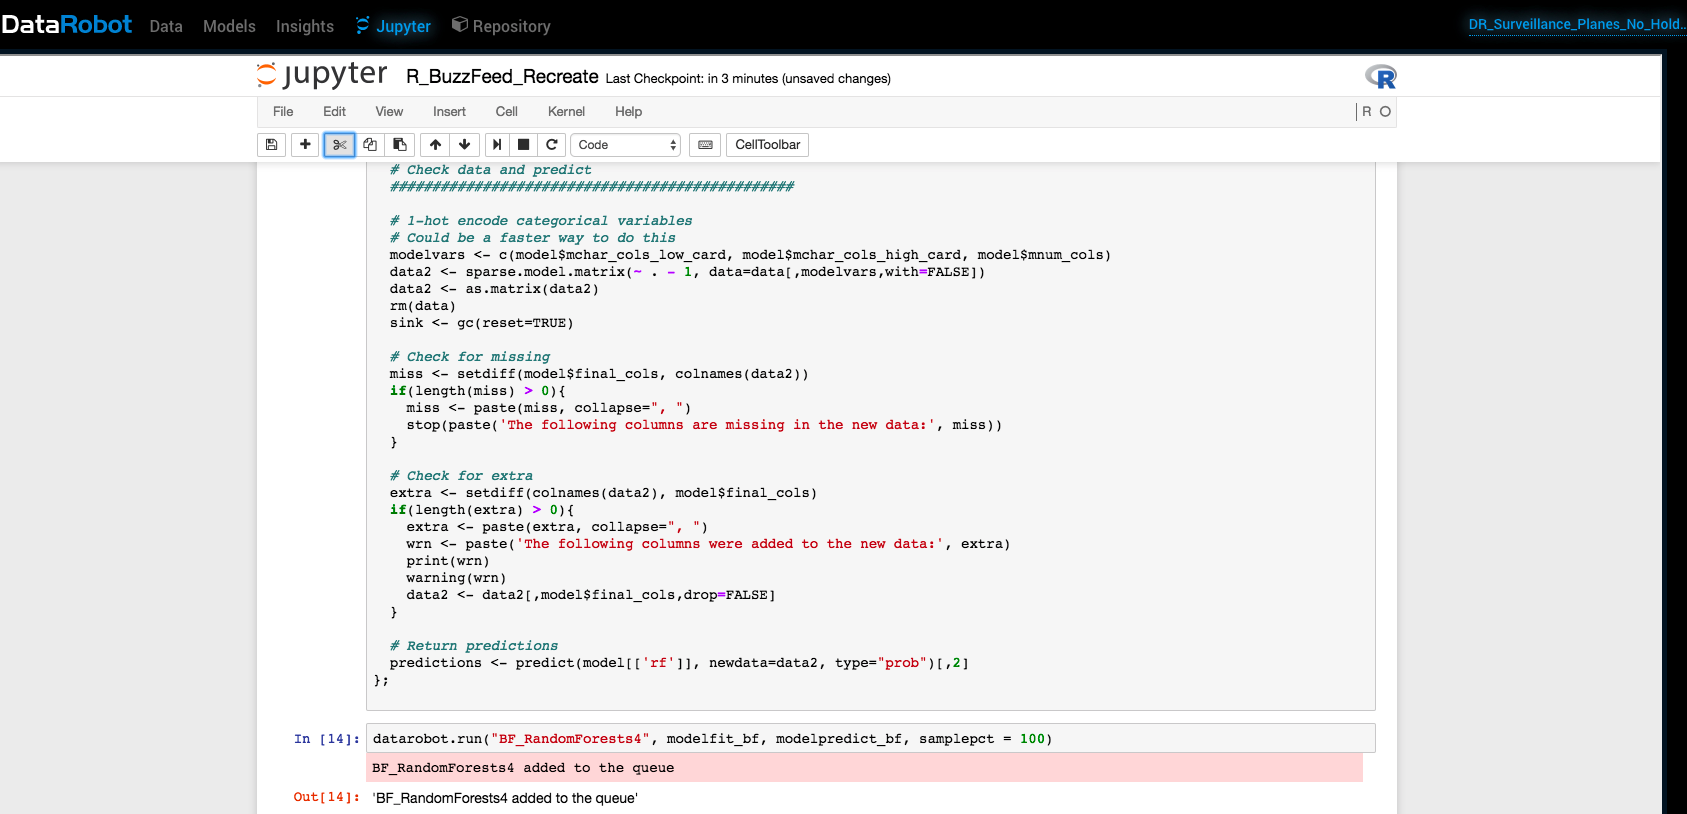 DataRobot Data Models Insights Jupyter Repository DR_Surveillance_Planes_No_Hold..
jupyter R_BuzzFeed_Recreate Last Checkpoint: in 3 minutes (unsaved changes) R
File Edit View Insert Cell Kernel Help R
Code CellToolbar
# Check data and predict
################################################
# 1-hot encode categorical variables
# Could be a faster way to do this
modelvars <- c(model$mchar_cols_low_card, model$mchar_cols_high_card, model$mnum_cols)
data2 <- sparse.model.matrix(~ . - 1, data=data[,modelvars,with=FALSE])
data2 <- as.matrix(data2)
rm(data)
sink <- gc(reset=TRUE)
# Check for missing
miss <- setdiff(model$final_cols, colnames(data2))
if(length(miss) > 0){
miss <- paste(miss, collapse=", ")
stop(paste('The following columns are missing in the new data:', miss))
}
# Check for extra
extra <- setdiff(colnames(data2), model$final_cols)
if(length(extra) > 0){
extra <- paste(extra, collapse=", ")
wrn <- paste('The following columns were added to the new data:', extra)
print(wrn)
warning(wrn)
data2 <- data2[,model$final_cols,drop=FALSE]
}
# Return predictions
predictions <- predict(model[['rf']], newdata=data2, type="prob")[,2]
};
In [14]: datarobot.run("BF_RandomForests4", modelfit_bf, modelpredict_bf, samplepct = 100)
BF_RandomForests4 added to the queue
Out[14]: 'BF_RandomForests4 added to the queue'